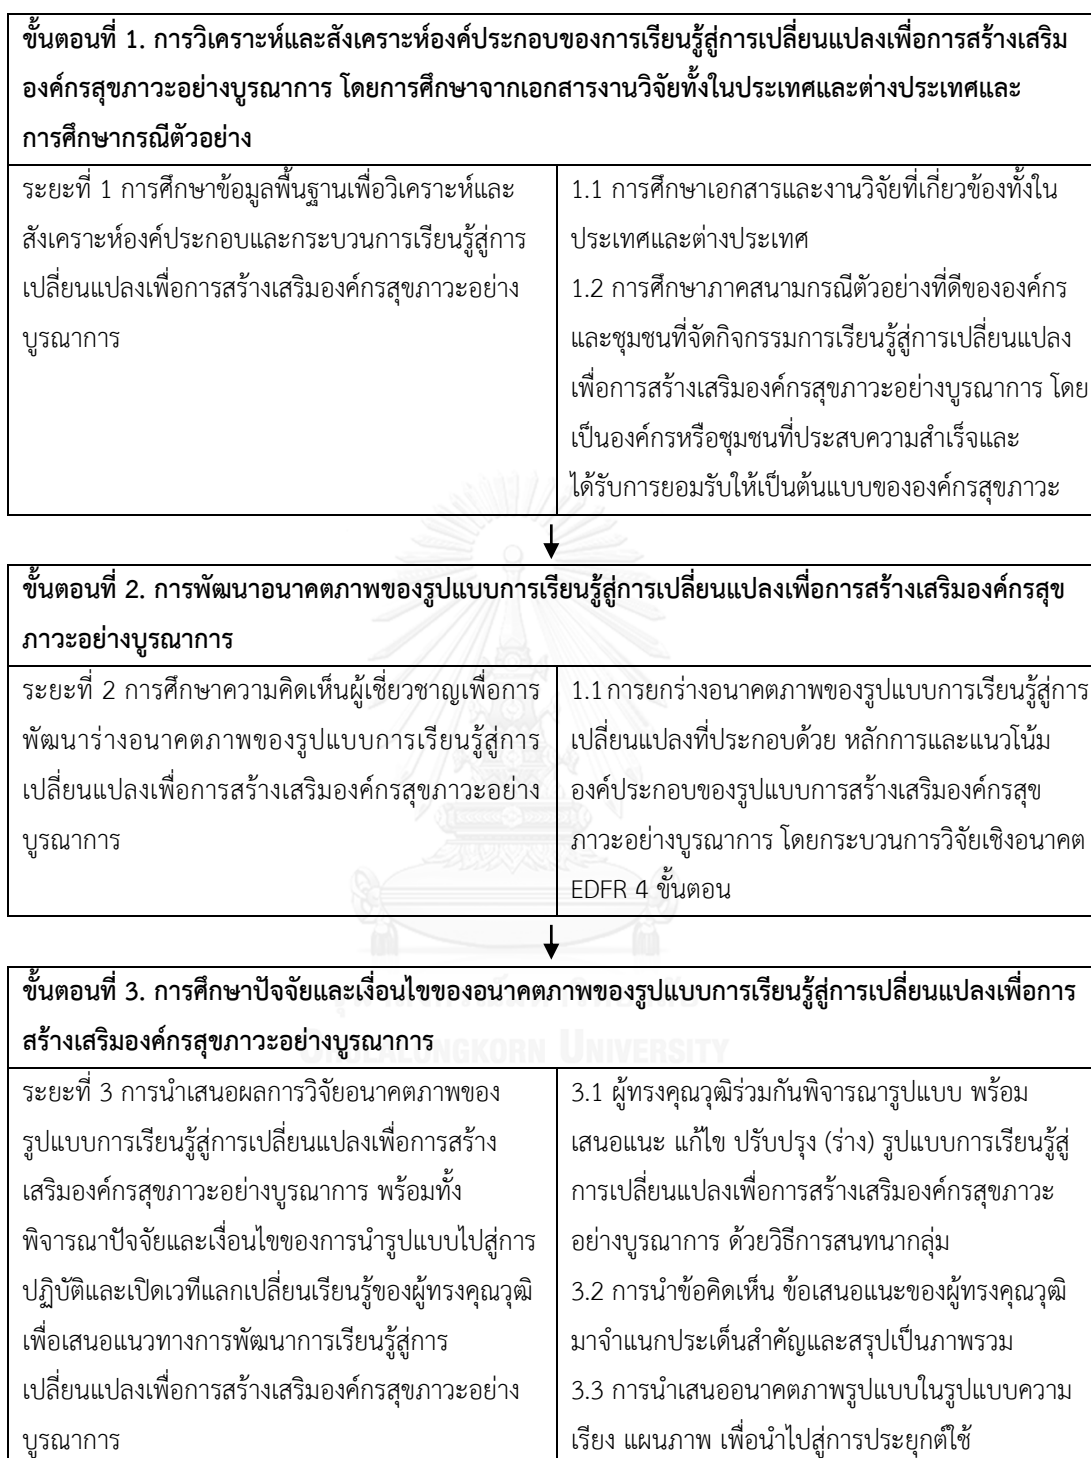 ขั้นตอนที่ 1. การวิเคราะห์และสังเคราะห์องค์ประกอบของการเรียนรู้สู่การเปลี่ยนแปลงเพื่อการสร้างเสริม
องค์กรสุขภาวะอย่างบูรณาการ โดยการศึกษาจากเอกสารงานวิจัยทั้งในประเทศและต่างประเทศและ
การศึกษากรณีตัวอย่าง
ระยะที่ 1 การศึกษาข้อมูลพื้นฐานเพื่อวิเคราะห์และ
สังเคราะห์องค์ประกอบและกระบวนการเรียนรู้สู่การ
เปลี่ยนแปลงเพื่อการสร้างเสริมองค์กรสุขภาวะอย่าง
บูรณาการ
1.1 การศึกษาเอกสารและงานวิจัยที่เกี่ยวข้องทั้งใน
ประเทศและต่างประเทศ
1.2 การศึกษาภาคสนามกรณีตัวอย่างที่ดีขององค์กร
และชุมชนที่จัดกิจกรรมการเรียนรู้สู่การเปลี่ยนแปลง
เพื่อการสร้างเสริมองค์กรสุขภาวะอย่างบูรณาการ โดย
เป็นองค์กรหรือชุมชนที่ประสบความสำเร็จและ
ได้รับการยอมรับให้เป็นต้นแบบขององค์กรสุขภาวะ
ขั้นตอนที่ 2. การพัฒนาอนาคตภาพของรูปแบบการเรียนรู้สู่การเปลี่ยนแปลงเพื่อการสร้างเสริมองค์กรสุข
ภาวะอย่างบูรณาการ
ระยะที่ 2 การศึกษาความคิดเห็นผู้เชี่ยวชาญเพื่อการ
พัฒนาร่างอนาคตภาพของรูปแบบการเรียนรู้สู่การ
เปลี่ยนแปลงเพื่อการสร้างเสริมองค์กรสุขภาวะอย่าง
บูรณาการ
1.1 การยกร่างอนาคตภาพของรูปแบบการเรียนรู้สู่การ
เปลี่ยนแปลงที่ประกอบด้วย หลักการและแนวโน้ม
องค์ประกอบของรูปแบบการสร้างเสริมองค์กรสุข
ภาวะอย่างบูรณาการ โดยกระบวนการวิจัยเชิงอนาคต
EDFR 4 ขั้นตอน
ขั้นตอนที่ 3. การศึกษาปัจจัยและเงื่อนไขของอนาคตภาพของรูปแบบการเรียนรู้สู่การเปลี่ยนแปลงเพื่อการ
สร้างเสริมองค์กรสุขภาวะอย่างบูรณาการ
CHULALONGKORN UNIVERSITY
ระยะที่ 3 การนำเสนอผลการวิจัยอนาคตภาพของ
รูปแบบการเรียนรู้สู่การเปลี่ยนแปลงเพื่อการสร้าง
เสริมองค์กรสุขภาวะอย่างบูรณาการ พร้อมทั้ง
พิจารณาปัจจัยและเงื่อนไขของการนำรูปแบบไปสู่การ
ปฏิบัติและเปิดเวทีแลกเปลี่ยนเรียนรู้ของผู้ทรงคุณวุฒิ
เพื่อเสนอแนวทางการพัฒนาการเรียนรู้สู่การ
เปลี่ยนแปลงเพื่อการสร้างเสริมองค์กรสุขภาวะอย่าง
บูรณาการ
3.1 ผู้ทรงคุณวุฒิร่วมกันพิจารณารูปแบบ พร้อม
เสนอแนะ แก้ไข ปรับปรุง (ร่าง) รูปแบบการเรียนรู้สู่
การเปลี่ยนแปลงเพื่อการสร้างเสริมองค์กรสุขภาวะ
อย่างบูรณาการ ด้วยวิธีการสนทนากลุ่ม
3.2 การนำข้อคิดเห็น ข้อเสนอแนะของผู้ทรงคุณวุฒิ
มาจำแนกประเด็นสำคัญและสรุปเป็นภาพรวม
3.3 การนำเสนออนาคตภาพรูปแบบในรูปแบบความ
เรียง แผนภาพ เพื่อนำไปสู่การประยุกต์ใช้